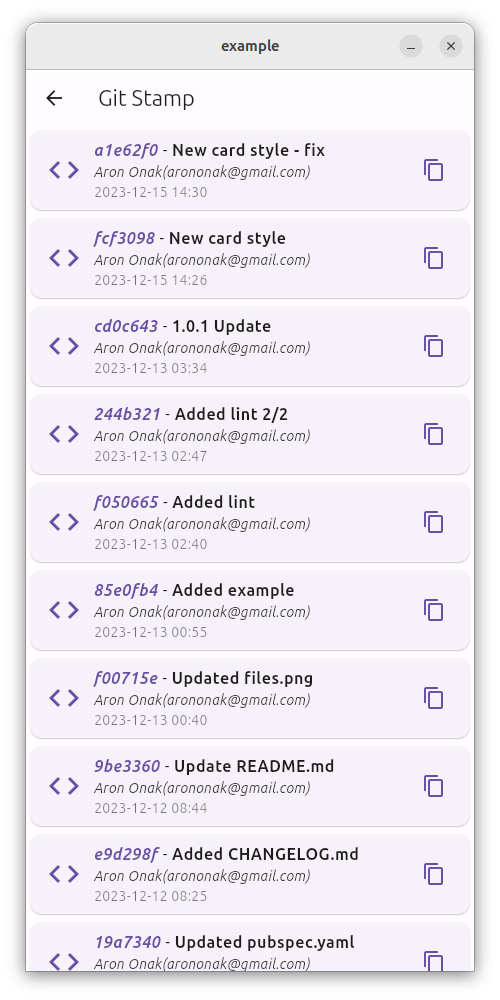 example
Git Stamp
a1e62f0 - New card style - fix
Aron Onak(arononak@gmail.com)
2023-12-15 14:30
fcf3098 - New card style
Aron Onak(arononak@gmail.com)
2023-12-15 14:26
cd0c643 - 1.0.1 Update
Aron Onak(arononak@gmail.com)
2023-12-13 03:34
244b321 - Added lint 2/2
Aron Onak(arononak@gmail.com)
2023-12-13 02:47
f050665 - Added lint
Aron Onak(arononak@gmail.com)
2023-12-13 02:40
85e0fb4 - Added example
Aron Onak(arononak@gmail.com)
2023-12-13 00:55
f00715e - Updated files.png
Aron Onak(arononak@gmail.com)
2023-12-13 00:40
9be3360 - Update README.md
Aron Onak(arononak@gmail.com)
2023-12-12 08:44
e9d298f - Added CHANGELOG.md
Aron Onak(arononak@gmail.com)
2023-12-12 08:25
19a7340 - Updated pubspec.yaml
Aron Onak(arononak@gmail.com)